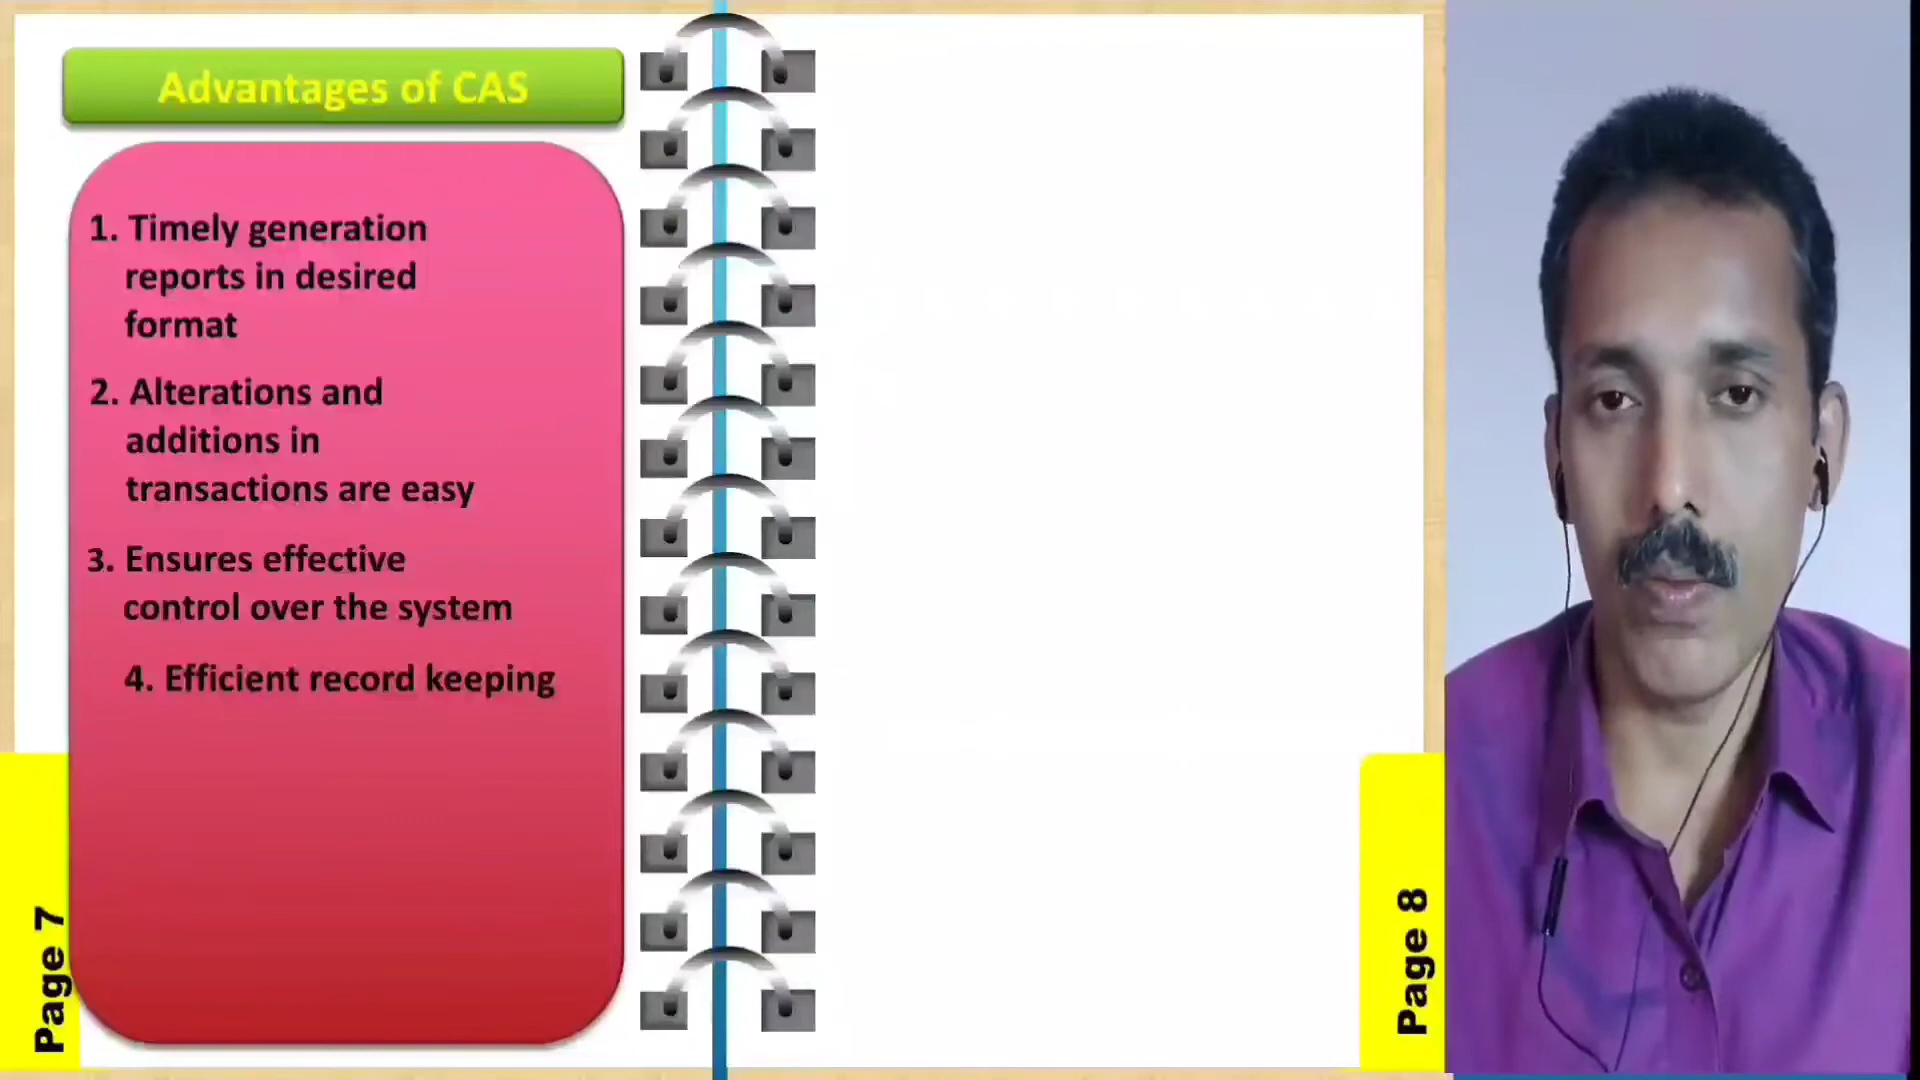 Advantages of CAS
1. Timely generation
reports in desired
format
2. Alterations and
additions in
transactions are easy
3. Ensures effective
control over the system
4. Efficient record keeping
Page 7
Page 8